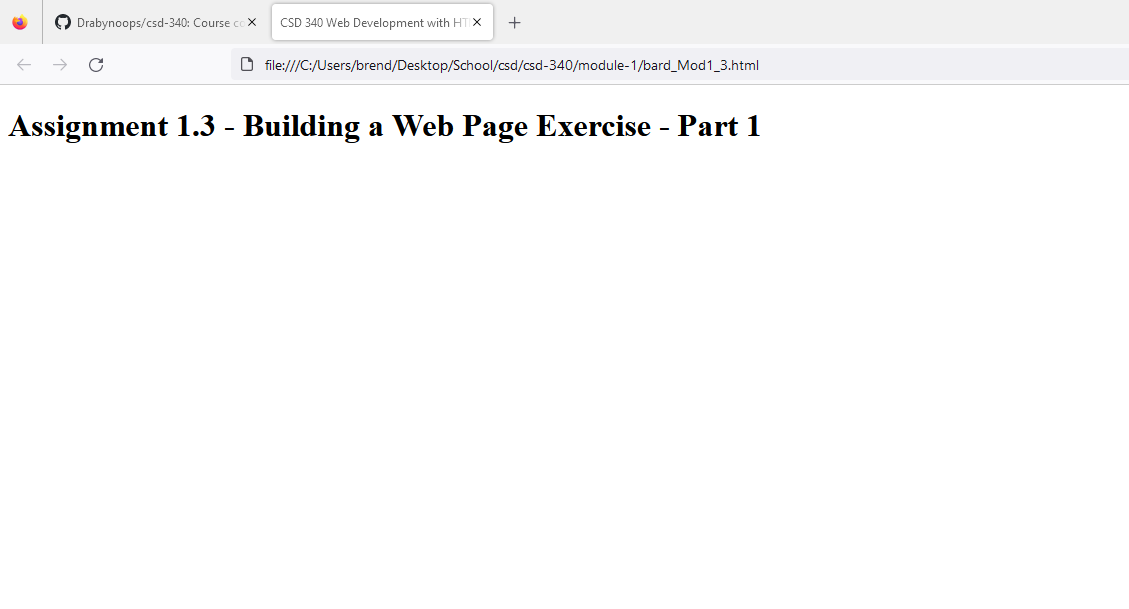 Drabynoops/csd-340: Course co
CSD 340 Web Development with HT
file:///C:/Users/brend/Desktop/School/csd/csd-340/module-1/bard_Mod1_3.html
Assignment 1.3 - Building a Web Page Exercise - Part 1